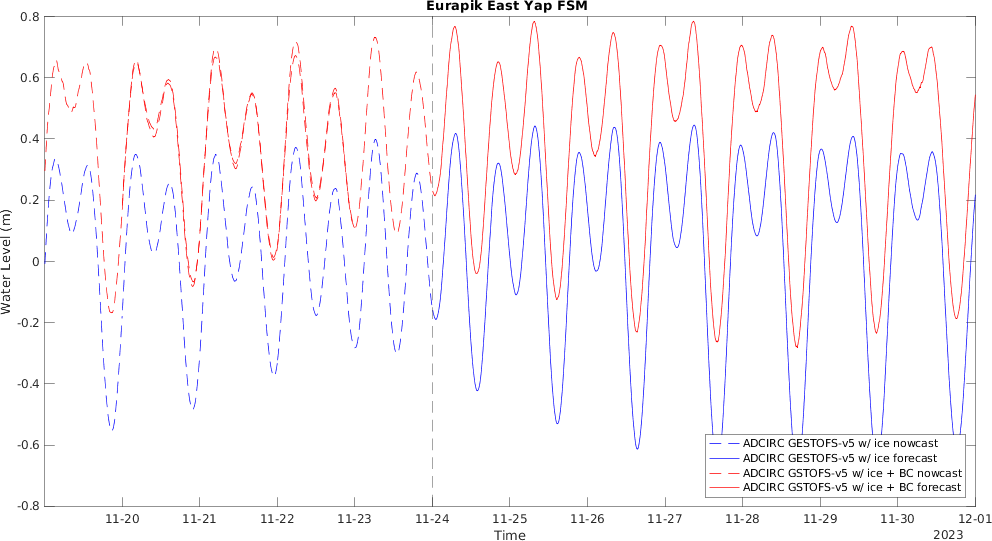 Eurapik East Yap FSM
Water Level (m)
0.8
0.6
0.4
0.2
0
-0.2
-0.4
-0.6
-0.8
ADCIRC GESTOFS-v5 w/ ice nowcast
ADCIRC GESTOFS-v5 w/ ice forecast
ADCIRC GSTOFS-v5 w/ ice + BC nowcast
ADCIRC GSTOFS-v5 w/ ice + BC forecast
11-20 11-21 11-22 11-23 11-24 11-25 11-26 11-27 11-28 11-29 11-30 12-01
Time
2023